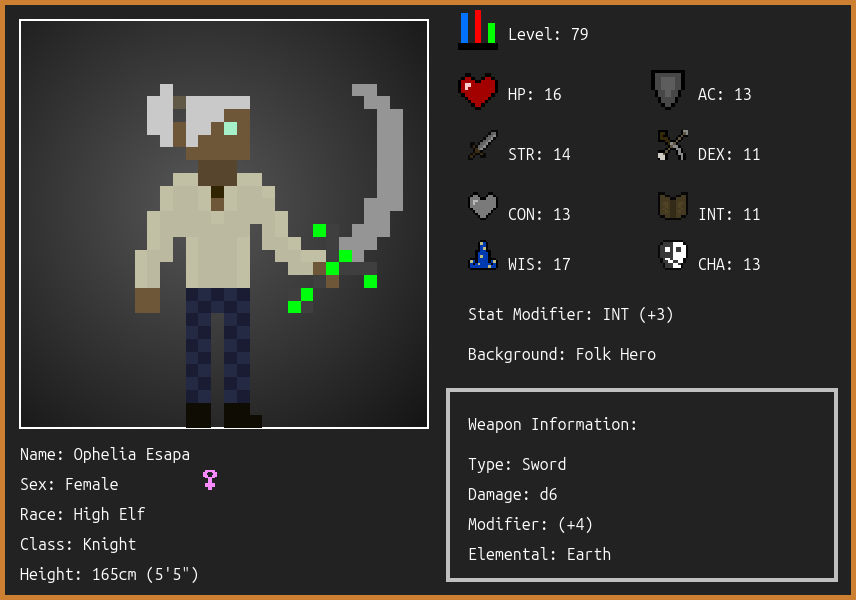 Level: 79
HP: 16
AC: 13
STR: 14
DEX: 11
CON: 13
INT: 11
WIS: 17
CHA: 13
Stat Modifier: INT (+3)
Background: Folk Hero
Name: Ophelia Esapa
Sex: Female
Race: High Elf
Class: Knight
Height: 165cm (5'5")
Weapon Information:
Type: Sword
Damage: d6
Modifier: (+4)
Elemental: Earth